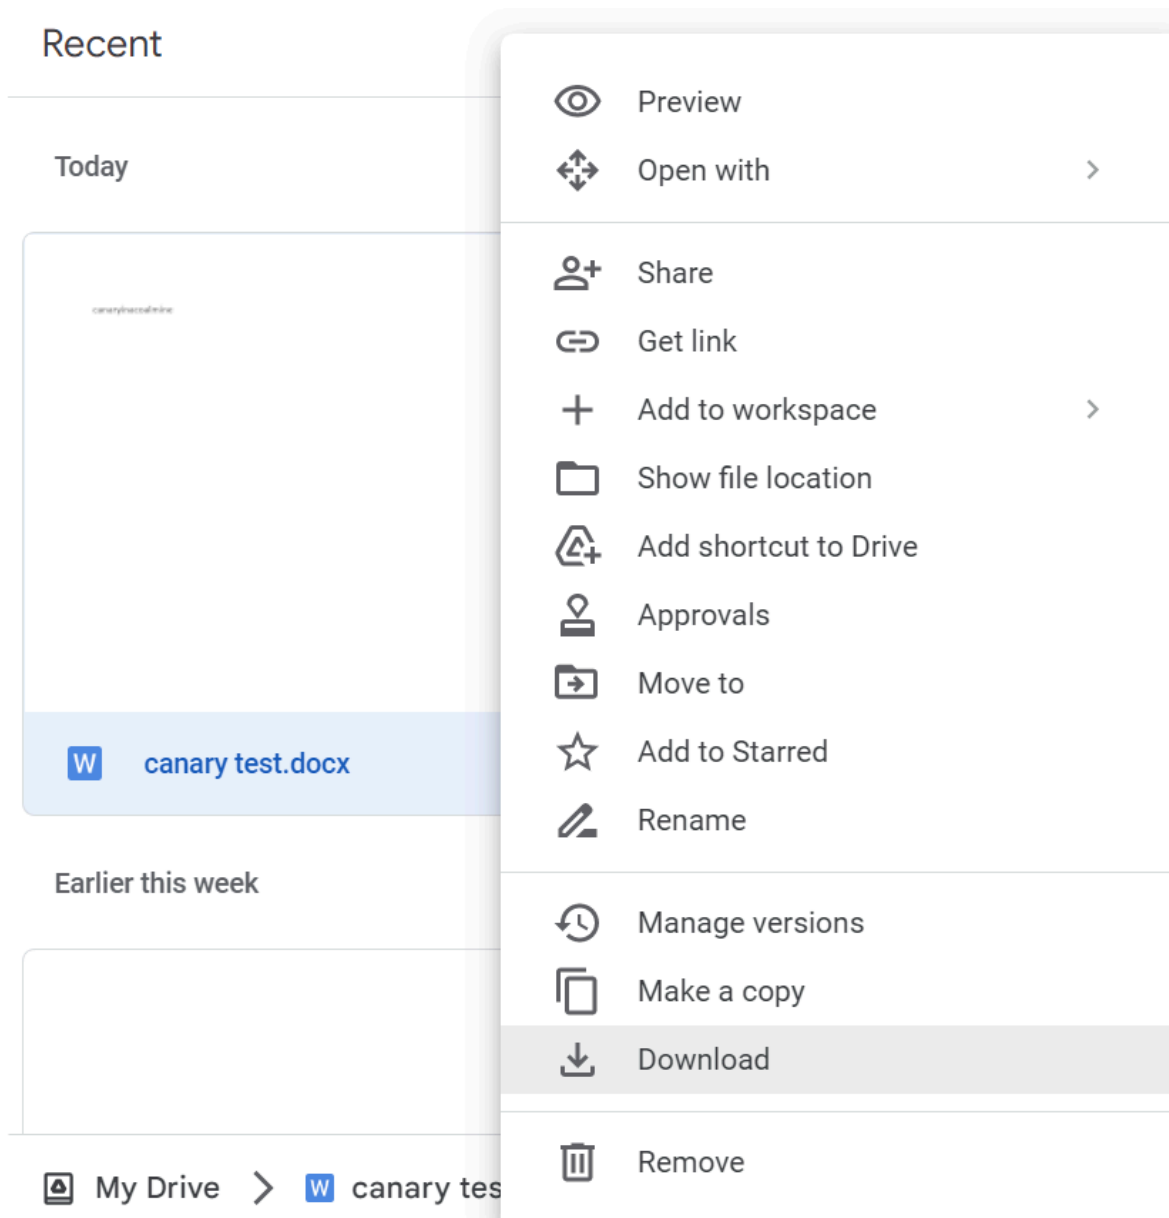 Recent
Today
canaryinacoalmine
W canary test.docx
Earlier this week
My Drive > W canary tes
Preview
Open with
Share
Get link
Add to workspace
Show file location
Add shortcut to Drive
Approvals
Move to
Add to Starred
Rename
Manage versions
Make a copy
Download
Remove